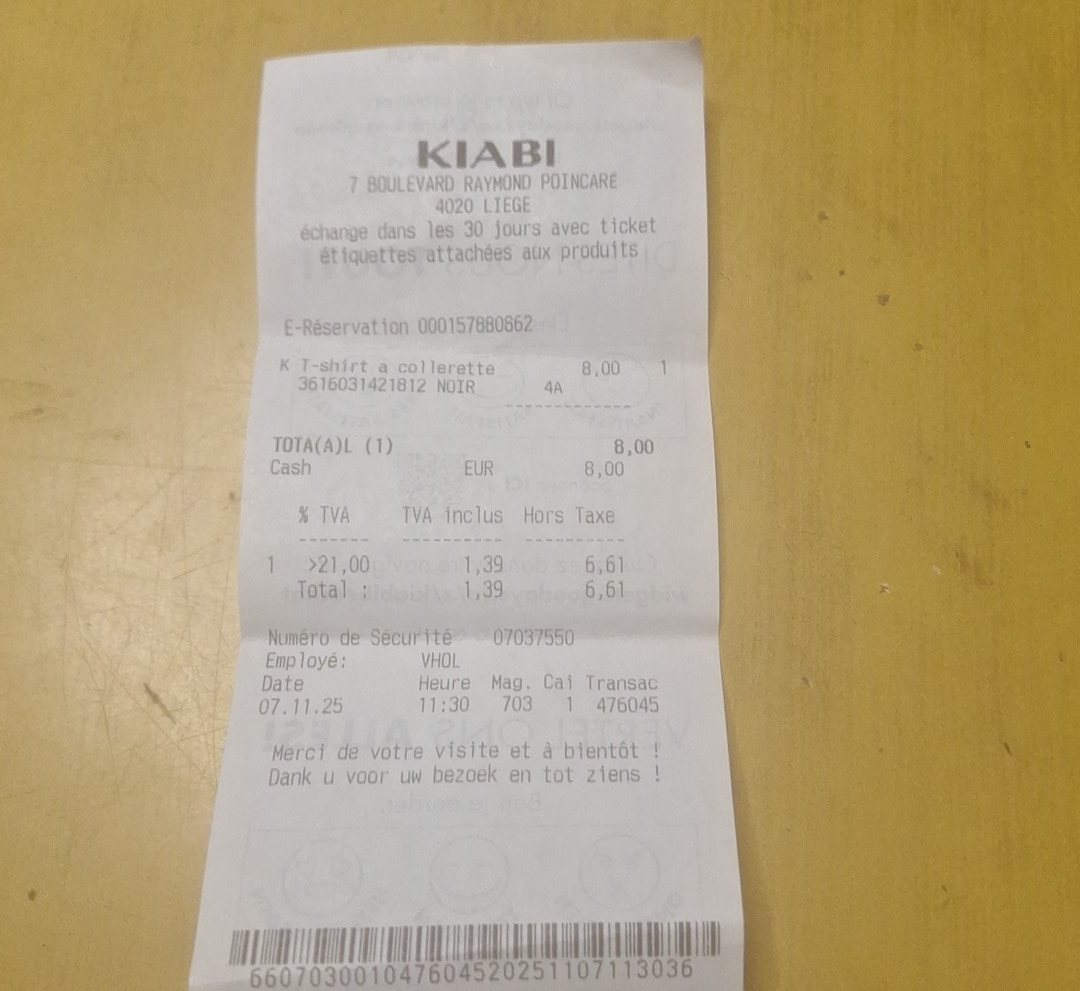 KIABI
7 BOULEVARD RAYMOND POINCARÉ
4020 LIEGE
échange dans les 30 jours avec ticket
étiquettes attachées aux produits
E-Réservation 000157880862
K T-shirt a collerette 8,00 1
3616031421812 NOIR 4A
TOTA(A)L (1) 8,00
Cash EUR 8,00
% TVA TVA inclus Hors Taxe
1 >21,00 1,39 6,61
Total : 1,39 6,61
Numéro de Sécurité 07037550
Employé: VHOL
Date Heure Mag. Cai Transac
07.11.25 11:30 703 1 476045
Merci de votre visite et à bientôt !
Dank u voor uw bezoek en tot ziens !
660703001047604520251107113036